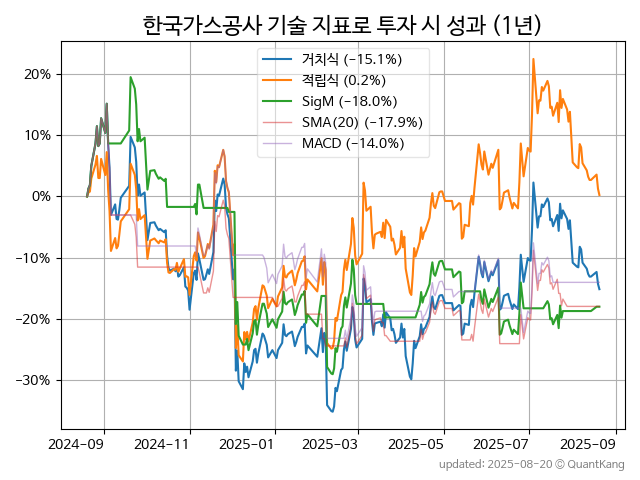 한국가스공사 기술 지표로 투자 시 성과 (1년)
거치식 (−15.1%)
적립식 (0.2%)
SigM (−18.0%)
SMA(20) (−17.9%)
MACD (−14.0%)
20%
10%
0%
−10%
−20%
−30%
2024-09 2024-11 2025-01 2025-03 2025-05 2025-07 2025-09
updated: 2025-08-20 © QuantKang